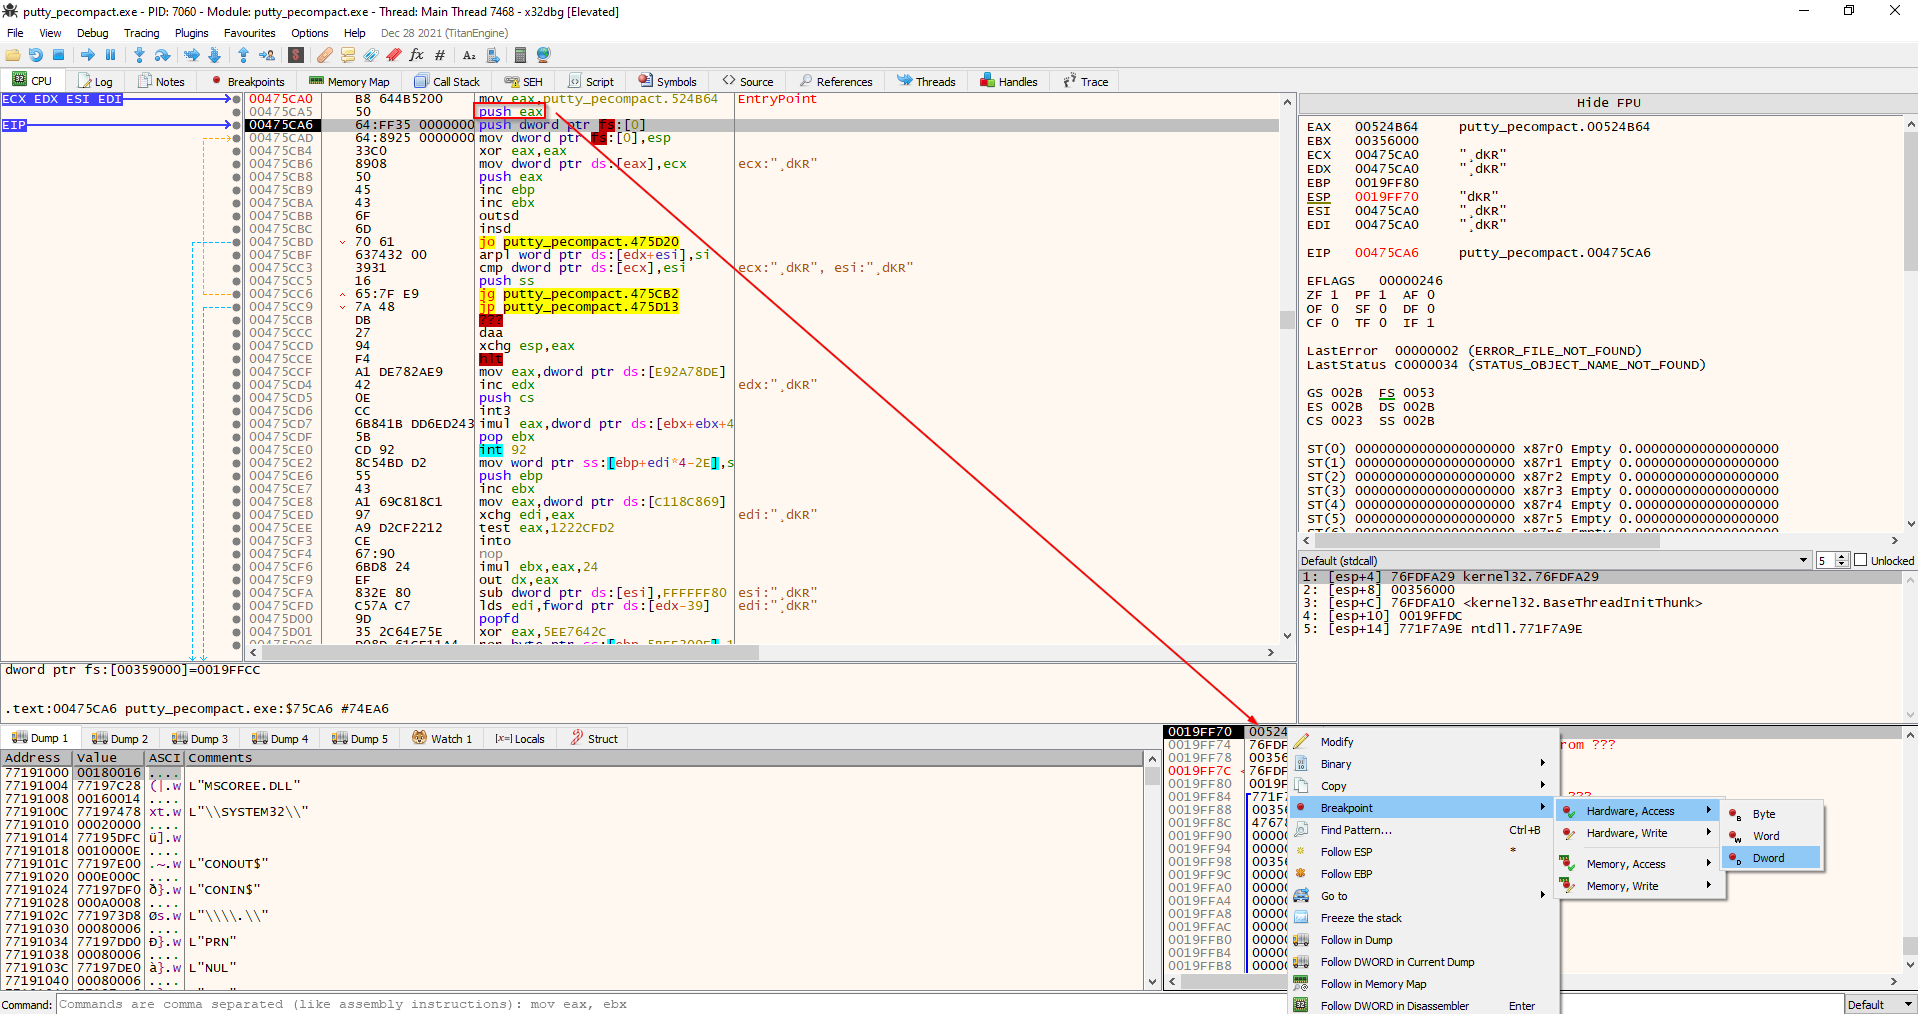 putty_pecompact.exe - PID: 7060 - Module: putty_pecompact.exe - Thread: Main Thread 7468 - x32dbg [Elevated]
File View Debug Tracing Plugins Favourites Options Help Dec 28 2021 (TitanEngine)
CPU Log Notes Breakpoints Memory Map Call Stack SEH Script Symbols Source References Threads Handles Trace
ECX EDX ESI EDI
EIP
00475CA0 B8 644B5200 mov eax,putty_pecompact.524B64 EntryPoint
00475CA5 50 push eax
00475CA6 64:FF35 0000000 push dword ptr fs:[0]
00475CAD 64:8925 0000000 mov dword ptr fs:[0],esp
00475CB4 33C0 xor eax,eax
00475CB6 8908 mov dword ptr ds:[eax],ecx ecx:"¸dKR"
00475CB8 50 push eax
00475CB9 45 inc ebp
00475CBA 43 inc ebx
00475CBB 6F outsd
00475CBC 6D insd
00475CBD 70 61 jo putty_pecompact.475D20
00475CBF 637432 00 arpl word ptr ds:[edx+esi],si
00475CC3 3931 cmp dword ptr ds:[ecx],esi ecx:"¸dKR", esi:"¸dKR"
00475CC5 16 push ss
00475CC6 65:7F E9 jg putty_pecompact.475CB2
00475CC9 7A 48 jp putty_pecompact.475D13
00475CCB DB ???
00475CCC 27 daa
00475CCD 94 xchg esp,eax
00475CCE F4 hlt
00475CCF A1 DE782AE9 mov eax,dword ptr ds:[E92A78DE]
00475CD4 42 inc edx edx:"¸dKR"
00475CD5 0E push cs
00475CD6 CC int3
00475CD7 6B841B DD6ED243 imul eax,dword ptr ds:[ebx+ebx+4
00475CDF 5B pop ebx
00475CE0 CD 92 int 92
00475CE2 8C54BD D2 mov word ptr ss:[ebp+edi*4-2E],s
00475CE6 55 push ebp
00475CE7 43 inc ebx
00475CE8 A1 69C818C1 mov eax,dword ptr ds:[C118C869]
00475CED 97 xchg edi,eax edi:"¸dKR"
00475CEE A9 D2CF2212 test eax,1222CFD2
00475CF3 CE into
00475CF4 67:90 nop
00475CF6 6BD8 24 imul ebx,eax,24
00475CF9 EF out dx,eax
00475CFA 832E 80 sub dword ptr ds:[esi],FFFFFF80 esi:"¸dKR"
00475CFD C57A C7 lds edi,fword ptr ds:[edx-39] edi:"¸dKR"
00475D00 9D popfd
00475D01 35 2C64E75E xor eax,5EE7642C
dword ptr fs:[00359000]=0019FFCC
.text:00475CA6 putty_pecompact.exe:$75CA6 #74EA6
Hide FPU
EAX 00524B64 putty_pecompact.00524B64
EBX 00356000
ECX 00475CA0 "¸dKR"
EDX 00475CA0 "¸dKR"
EBP 0019FF80
ESP 0019FF70 "dKR"
ESI 00475CA0 "¸dKR"
EDI 00475CA0 "¸dKR"
EIP 00475CA6 putty_pecompact.00475CA6
EFLAGS 00000246
ZF 1 PF 1 AF 0
OF 0 SF 0 DF 0
CF 0 TF 0 IF 1
LastError 00000002 (ERROR_FILE_NOT_FOUND)
LastStatus C0000034 (STATUS_OBJECT_NAME_NOT_FOUND)
GS 002B FS 0053
ES 002B DS 002B
CS 0023 SS 002B
ST(0) 00000000000000000000 x87r0 Empty 0.000000000000000000
ST(1) 00000000000000000000 x87r1 Empty 0.000000000000000000
ST(2) 00000000000000000000 x87r2 Empty 0.000000000000000000
ST(3) 00000000000000000000 x87r3 Empty 0.000000000000000000
ST(4) 00000000000000000000 x87r4 Empty 0.000000000000000000
ST(5) 00000000000000000000 x87r5 Empty 0.000000000000000000
Default (stdcall) 5 Unlocked
1: [esp+4] 76FDFA29 kernel32.76FDFA29
2: [esp+8] 00356000
3: [esp+C] 76FDFA10 <kernel32.BaseThreadInitThunk>
4: [esp+10] 0019FFDC
5: [esp+14] 771F7A9E ntdll.771F7A9E
Dump 1 Dump 2 Dump 3 Dump 4 Dump 5 Watch 1 [x=] Locals Struct
Address Value ASCI Comments
77191000 00180016 ....
77191004 77197C28 (|.w L"MSCOREE.DLL"
77191008 00160014 ....
7719100C 77197478 xt.w L"\\SYSTEM32\\"
77191010 00020000 ....
77191014 77195DFC ü].w
77191018 0010000E ....
7719101C 77197E00 .~.w L"CONOUT$"
77191020 000E000C ....
77191024 77197DF0 ð}.w L"CONIN$"
77191028 000A0008 ....
7719102C 771973D8 Øs.w L"\\\\.\\"
77191030 00080006 ....
77191034 77197DD0 Ð}.w L"PRN"
77191038 00080006 ....
7719103C 77197DE0 à}.w L"NUL"
77191040 00080006 ....
0019FF70 00524
0019FF74 76FDF
0019FF78 00356
0019FF7C 76FDF
0019FF80 0019F
0019FF84 771F7
0019FF88 00356
0019FF8C 47678
0019FF90 00000
0019FF94 00000
0019FF98 00356
0019FF9C 00000
0019FFA0 00000
0019FFA4 00000
0019FFA8 00000
0019FFAC 00000
0019FFB0 00000
0019FFB4 00000
0019FFB8 00000
rom ???
Modify
Binary
Copy
Breakpoint
Find Pattern... Ctrl+B
Follow ESP *
Follow EBP
Go to
Freeze the stack
Follow in Dump
Follow DWORD in Current Dump
Follow in Memory Map
Follow DWORD in Disassembler Enter
Hardware, Access
Hardware, Write
Memory, Access
Memory, Write
Byte
Word
Dword
Command: Commands are comma separated (like assembly instructions): mov eax, ebx Default